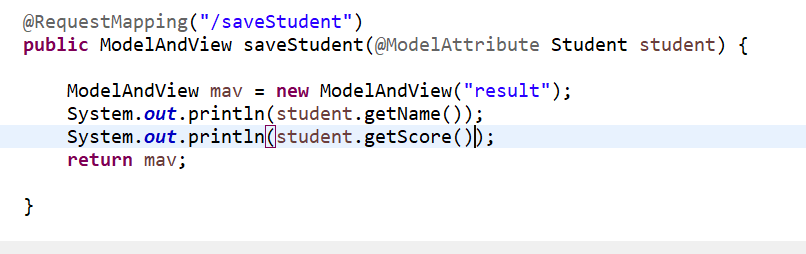 @RequestMapping("/saveStudent")
public ModelAndView saveStudent(@ModelAttribute Student student) {
ModelAndView mav = new ModelAndView("result");
System.out.println(student.getName());
System.out.println(student.getScore());
return mav;
}